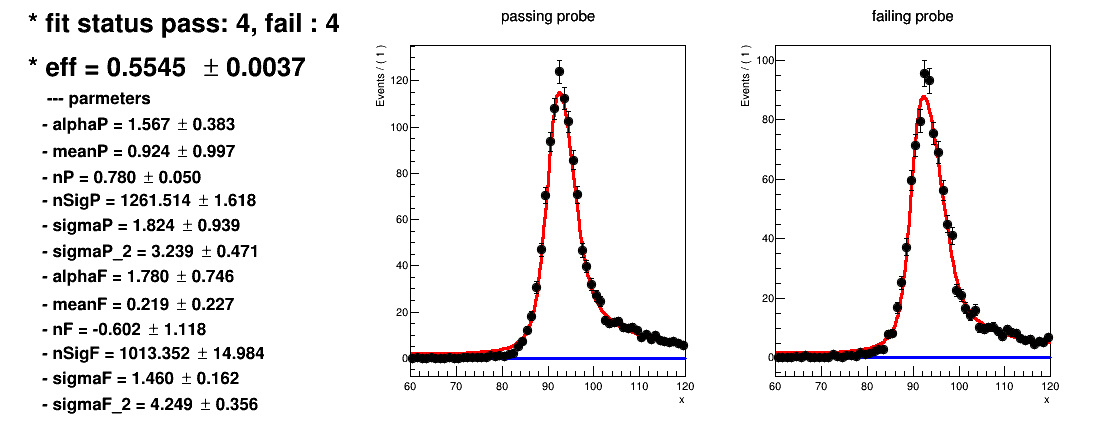 * fit status pass: 4, fail : 4
* eff = 0.5545 ± 0.0037
--- parmeters
- alphaP = 1.567 ± 0.383
- meanP = 0.924 ± 0.997
- nP = 0.780 ± 0.050
- nSigP = 1261.514 ± 1.618
- sigmaP = 1.824 ± 0.939
- sigmaP_2 = 3.239 ± 0.471
- alphaF = 1.780 ± 0.746
- meanF = 0.219 ± 0.227
- nF = -0.602 ± 1.118
- nSigF = 1013.352 ± 14.984
- sigmaF = 1.460 ± 0.162
- sigmaF_2 = 4.249 ± 0.356
passing probe
Events / ( 1 )
120
100
80
60
40
20
0
60 70 80 90 100 110 120
x
failing probe
Events / ( 1 )
100
80
60
40
20
0
60 70 80 90 100 110 120
x